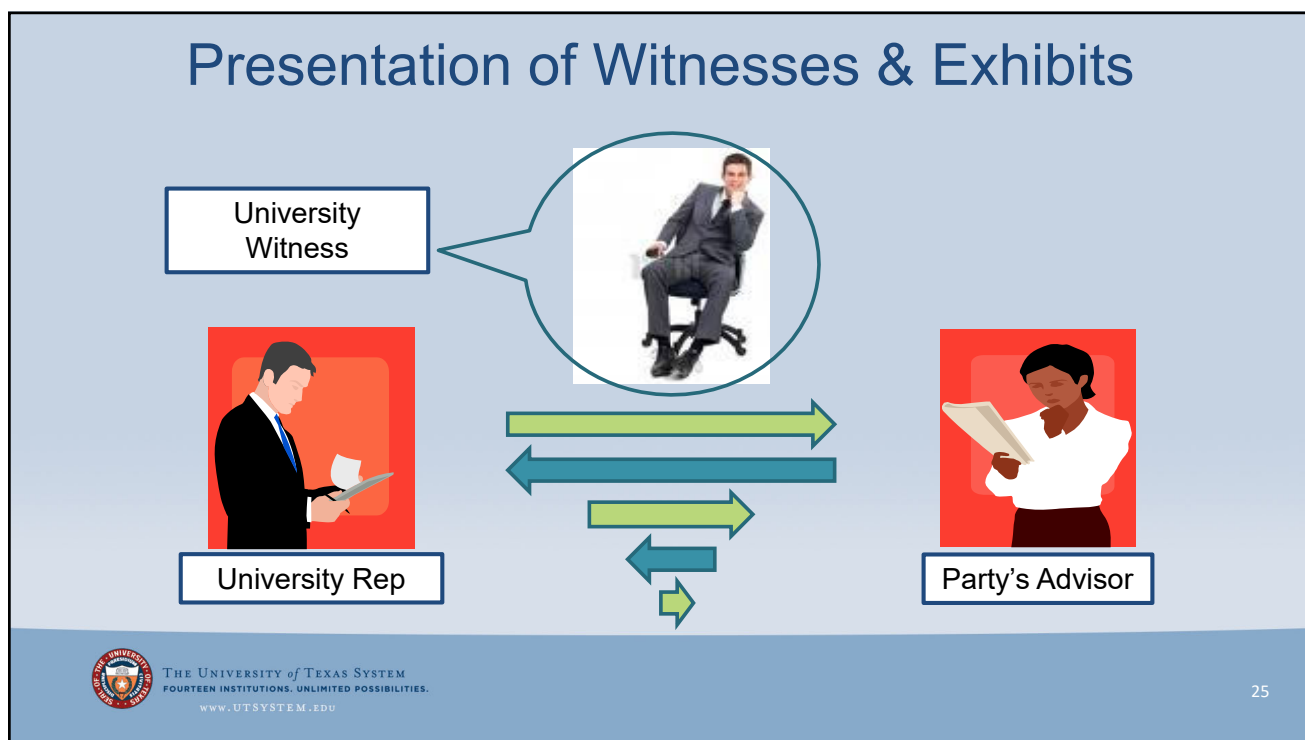 Presentation of Witnesses & Exhibits
University
Witness
University Rep
Party’s Advisor
THE UNIVERSITY of TEXAS SYSTEM
FOURTEEN INSTITUTIONS. UNLIMITED POSSIBILITIES.
WWW.UTSYSTEM.EDU
25